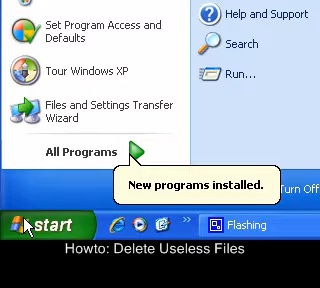 Set Program Access and
Defaults
Help and Support
Search
Tour Windows XP
Run...
Files and Settings Transfer
Wizard
All Programs
New programs installed.
Turn Off
start
Flashing
Howto: Delete Useless Files